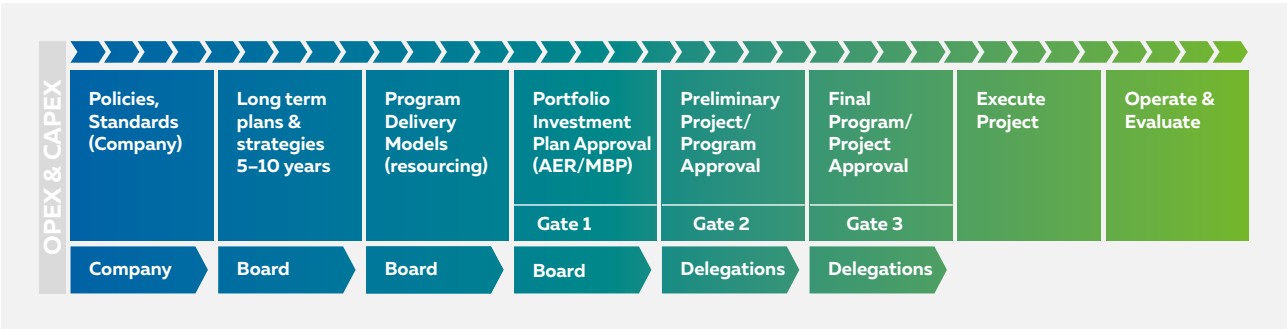 OPEX & CAPEX
Policies,
Standards
(Company)
Long term
plans &
strategies
5–10 years
Program
Delivery
Models
(resourcing)
Portfolio
Investment
Plan Approval
(AER/MBP)
Gate 1
Preliminary
Project/
Program
Approval
Gate 2
Final
Program/
Project
Approval
Gate 3
Execute
Project
Operate &
Evaluate
Company
Board
Board
Board
Delegations
Delegations